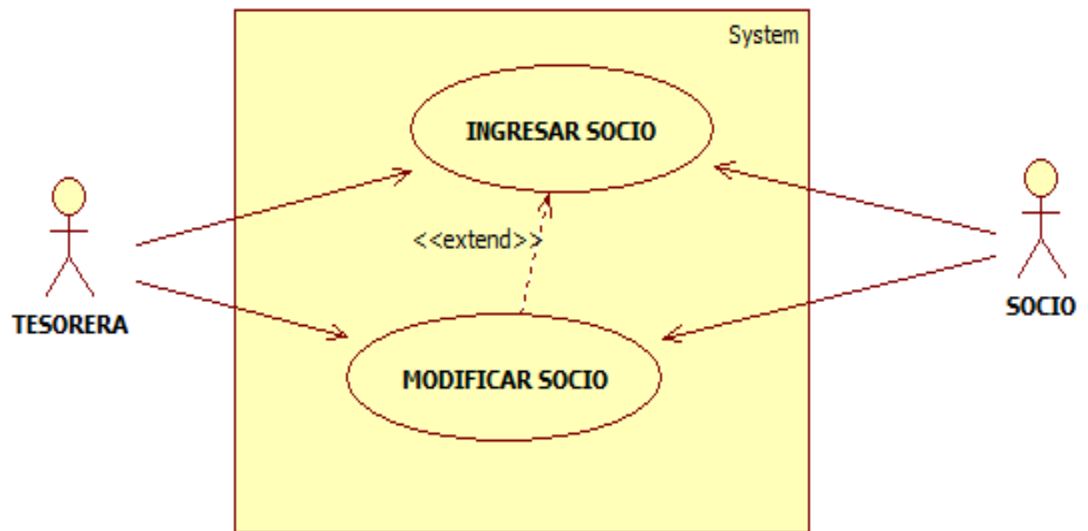 System
INGRESAR SOCIO
<<extend>>
TESORERA
SOCIO
MODIFICAR SOCIO